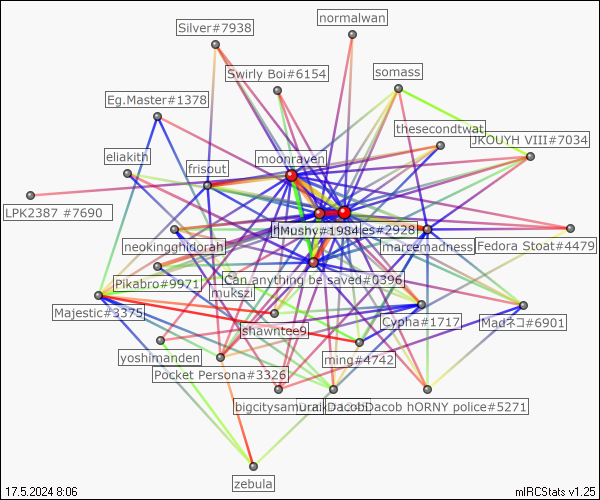 normalwan
Silver#7938
Swirly Boi#6154
somass
Eg.Master#1378
thesecondtwat
JKOUYH VIII#7034
eliakith
moonraven
frisout
LPK2387 #7690
Mushy#1984
es#2928
neokinghidorah
marcemadness
Fedora Stoat#4479
Pikabro#9971
Can anything be saved#0396
mukszi
Majestic#3375
shawntee9
Cypha#1717
Madネコ#6901
yoshimanden
ming#4742
Pocket Persona#3326
bigcitysamurai
Dacob hORNY police#5271
zebula
17.5.2024 8:06
mIRCStats v1.25